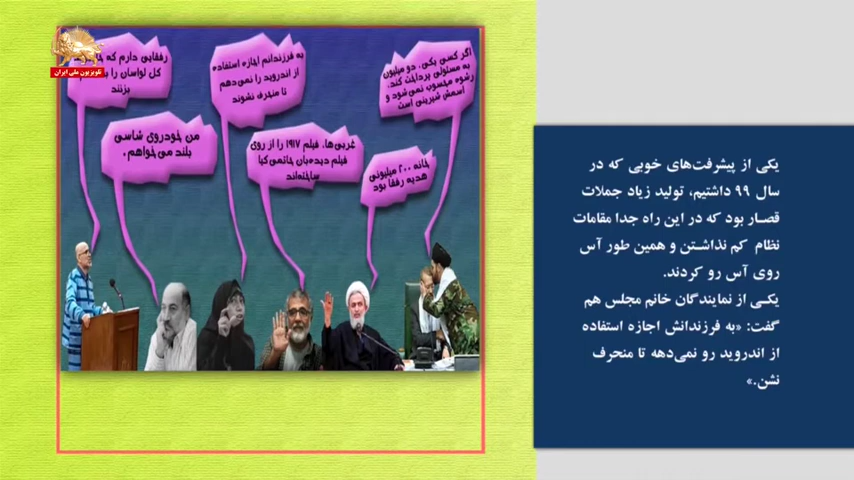 تلویزیون ملی ایران
رفقایی دارم که
کل لواسان را
بزنند
به فرزندانم اجازه استفاده
از اندروید را نمی‌دهم
تا منحرف نشوند
اگر کسی یکی، دو میلیون
به مسئولی پرداخت کند،
رشوه محسوب نمی‌شود و
اسمش شیرینی است
من خودروی شاسی
بلند می‌خواهم.
غربی‌ها، فیلم ۱۹۱۷ را از روی
فیلم دیده‌بان حاتمی‌کیا
ساخته‌اند
خانه ۲۰۰ میلیونی
هدیه رفقا بود
یکی از پیشرفت‌های خوبی که در
سال ۹۹ داشتیم، تولید زیاد جملات
قصـار بود که در این راه جدا مقامات
نظام کم نذاشـتن و همین طور آس
روی آس رو کردند.
یکـی از نمایندگان خانم مجلس هم
گفت: «به فرزندانش اجازه استفاده
از اندروید رو نمی‌دهه تا منحرف
نشن.»